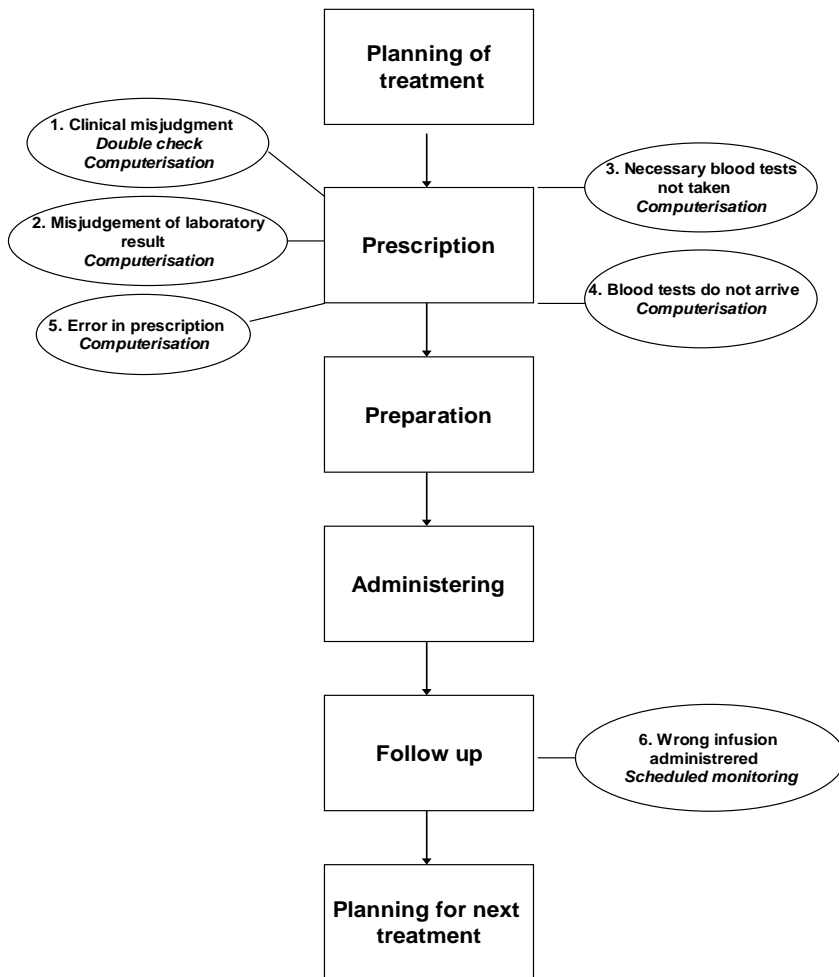 Planning of
treatment
1. Clinical misjudgment
Double check
Computerisation
3. Necessary blood tests
not taken
Computerisation
2. Misjudgement of laboratory
result
Computerisation
Prescription
4. Blood tests do not arrive
Computerisation
5. Error in prescription
Computerisation
Preparation
Administering
Follow up
6. Wrong infusion
administrered
Scheduled monitoring
Planning for next
treatment